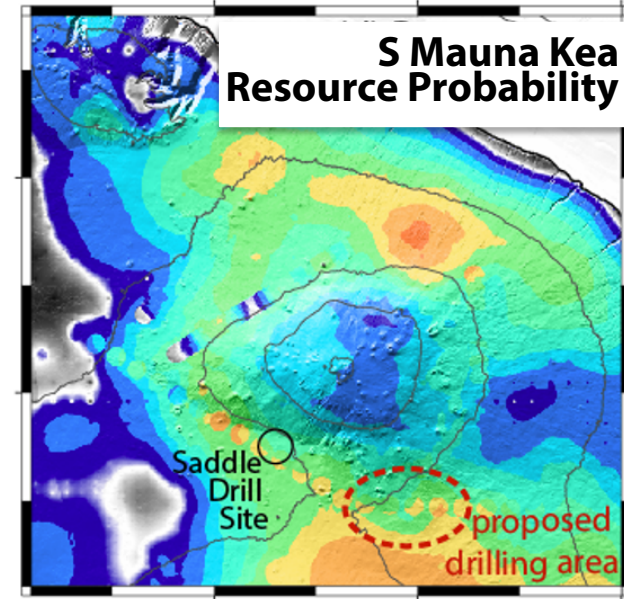 S Mauna Kea
Resource Probability
Saddle
Drill
Site
proposed
drilling area